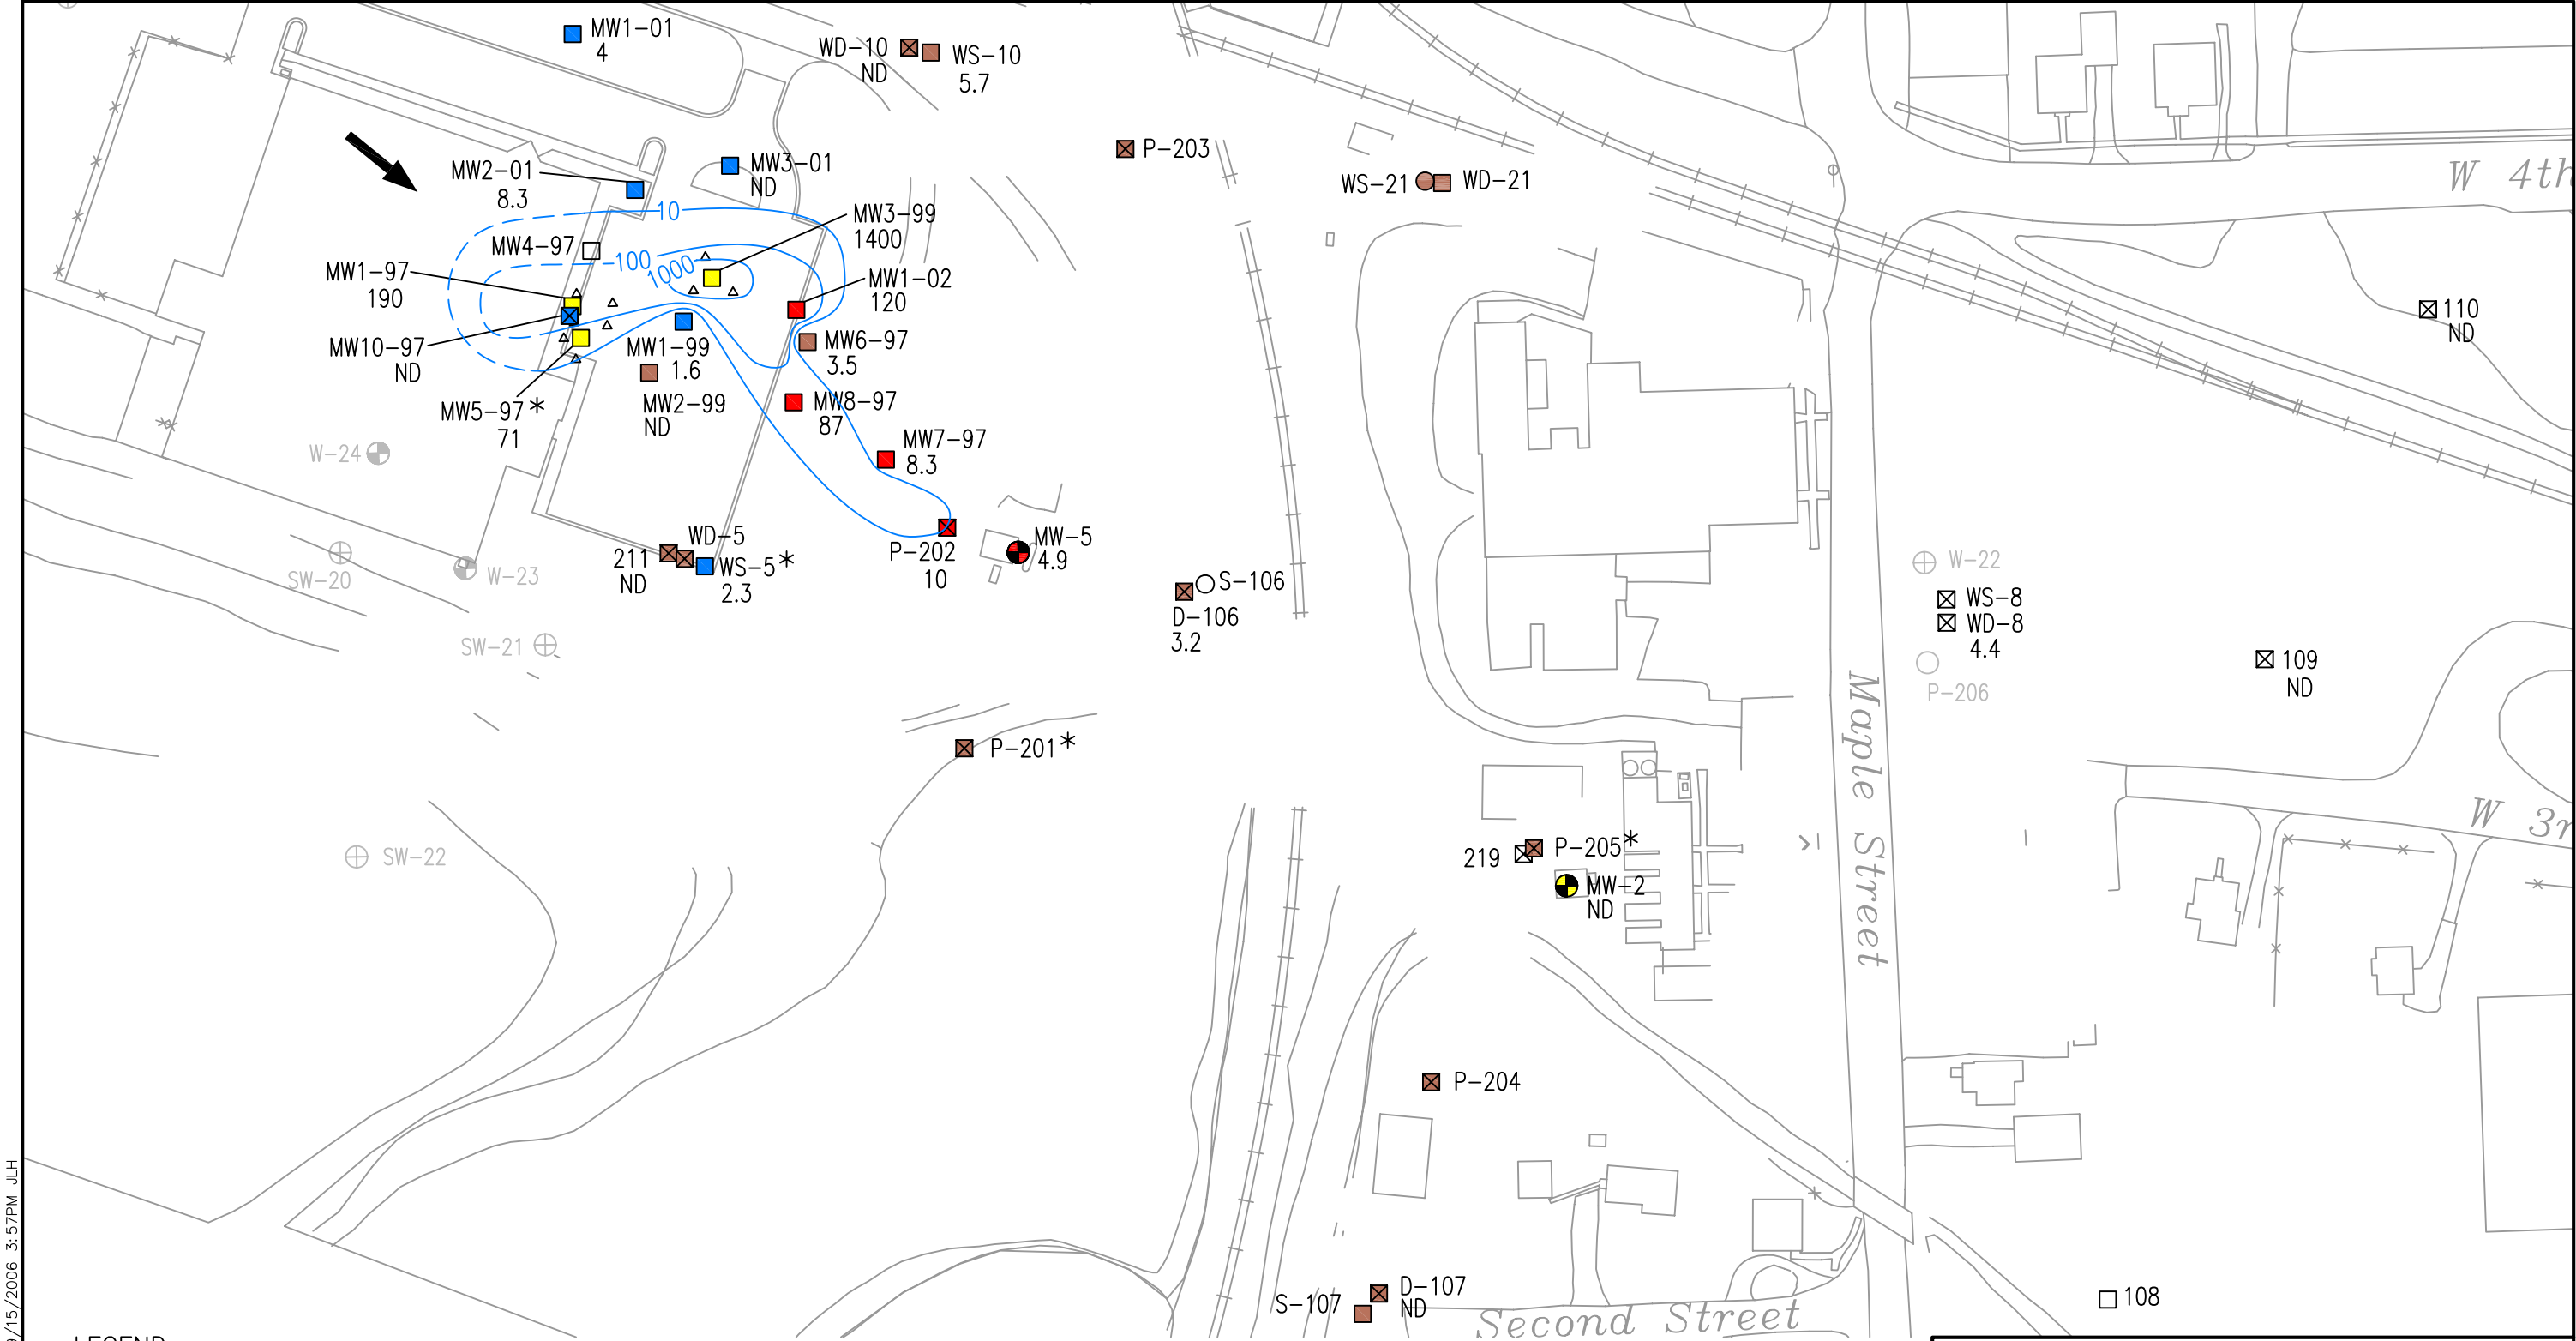 MW1-01
4
WD-10
ND
WS-10
5.7
P-203
WS-21
WD-21
W 4th
MW2-01
8.3
MW3-01
ND
10
MW3-99
1400
MW4-97
100
1000
MW1-97
190
MW1-02
120
MW10-97
ND
MW1-99
1.6
MW6-97
3.5
110
ND
MW5-97*
71
MW2-99
ND
MW8-97
87
MW7-97
8.3
W-24
WD-5
211
ND
WS-5*
2.3
P-202
10
MW-5
4.9
SW-20
W-23
S-106
D-106
3.2
W-22
WS-8
WD-8
4.4
P-206
109
ND
SW-21
P-201*
Maple Street
W 3r
SW-22
219
P-205*
MW-2
ND
P-204
D-107
ND
S-107
Second Street
108
9/15/2006 3:57PM JLH
LEGEND